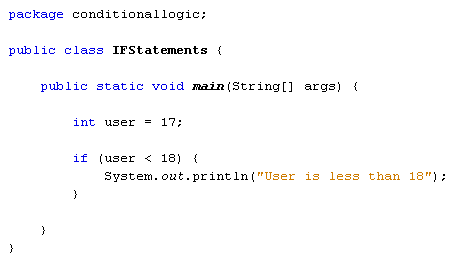 package conditionallogic;
public class IFStatements {
public static void main(String[] args) {
int user = 17;
if (user < 18) {
System.out.println("User is less than 18");
}
}
}